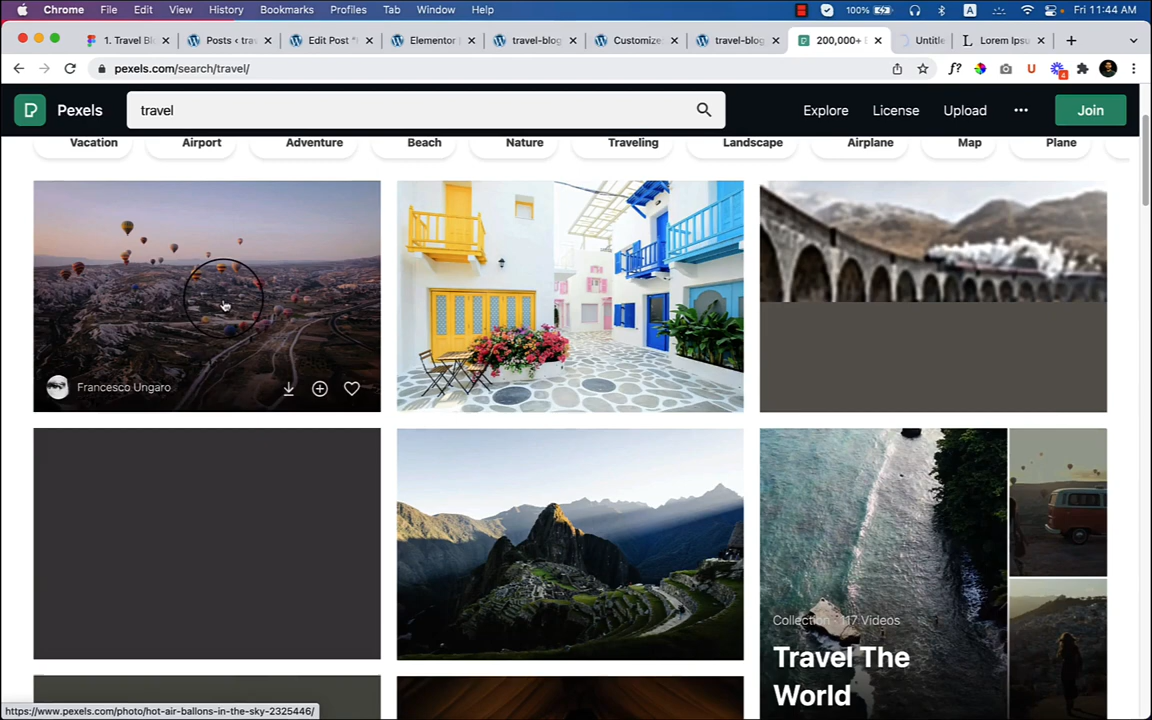 Chrome File Edit View History Bookmarks Profiles Tab Window Help 100% A Fri 11:44 AM
1. Travel Bl Posts ‹ tra Edit Post " Elementor travel-blog Customize travel-blog 200,000+ Untitle L Lorem Ipsu
pexels.com/search/travel/ f? U 4
Pexels travel Explore License Upload Join
Vacation Airport Adventure Beach Nature Traveling Landscape Airplane Map Plane
Francesco Ungaro
Collection · 117 Videos
Travel The
World
https://www.pexels.com/photo/hot-air-ballons-in-the-sky-2325446/